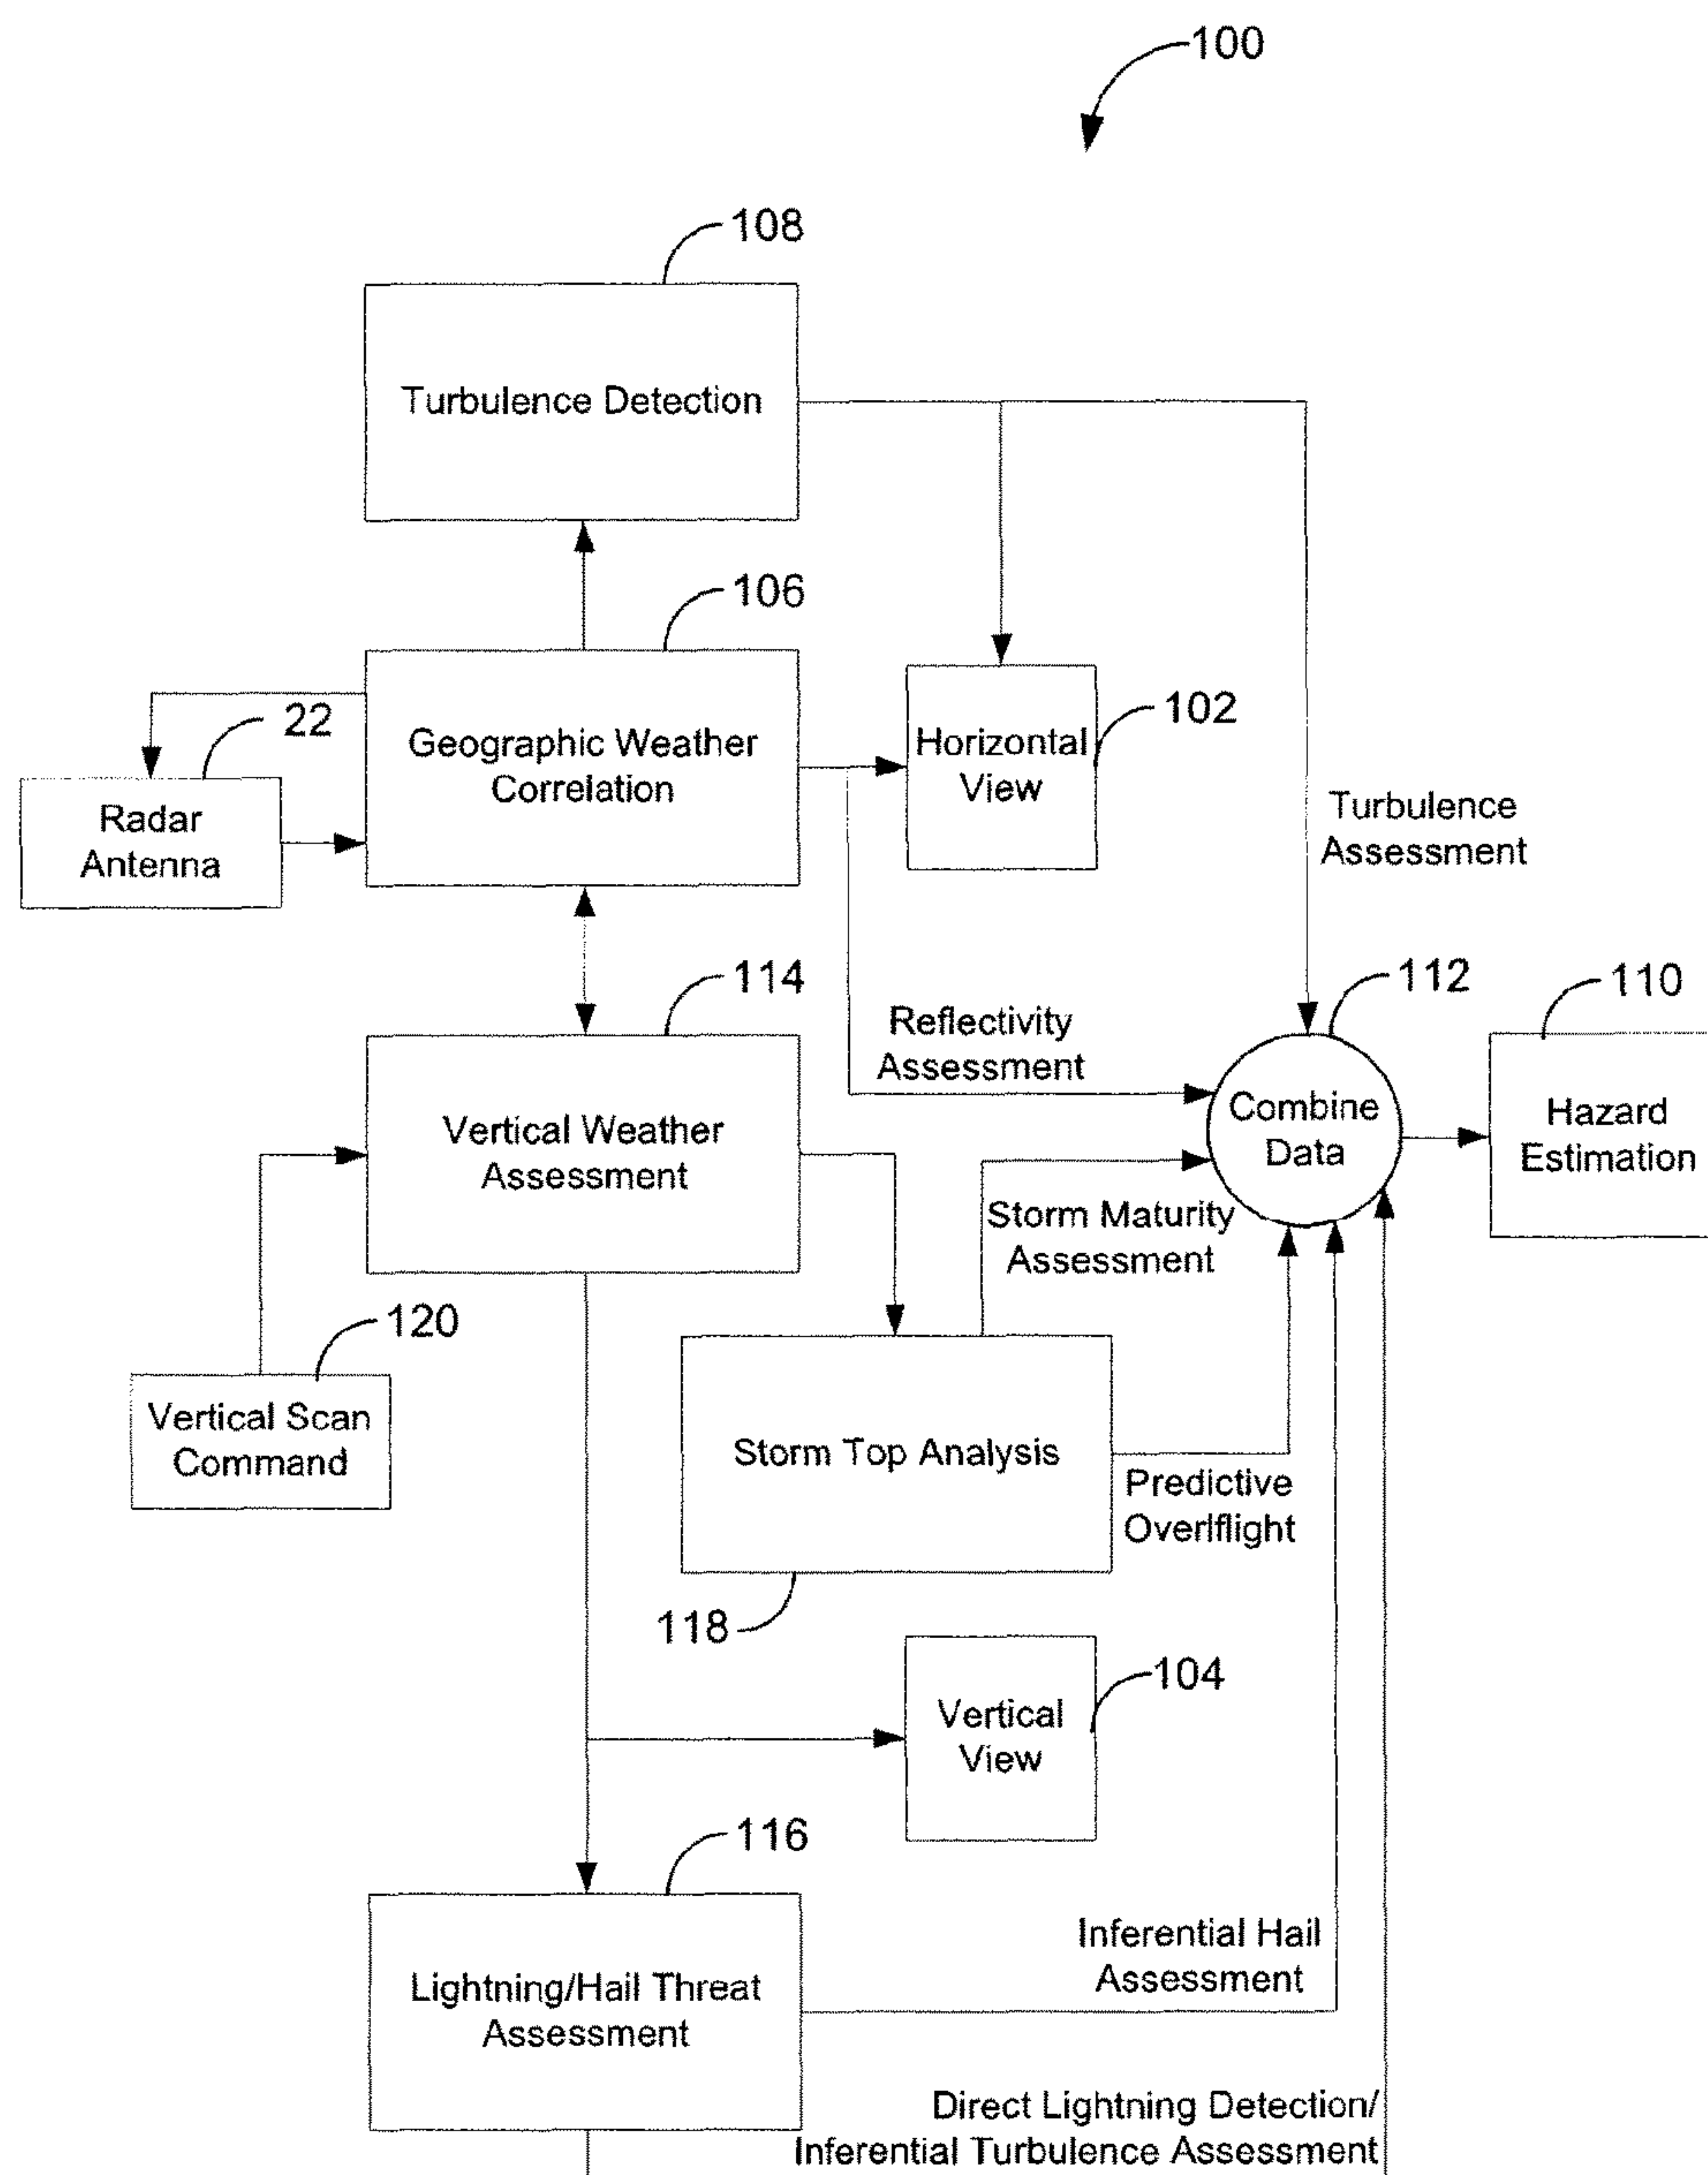 100
108
Turbulence Detection
106
22
Geographic Weather
Correlation
Horizontal
View
102
Radar
Antenna
Turbulence
Assessment
114
112
110
Reflectivity
Assessment
Vertical Weather
Assessment
Combine
Data
Hazard
Estimation
Storm Maturity
Assessment
120
Vertical Scan
Command
Storm Top Analysis
Predictive
Overlflight
118
104
Vertical
View
116
Inferential Hail
Assessment
Lightning/Hail Threat
Assessment
Direct Lightning Detection/
Inferential Turbulence Assessment